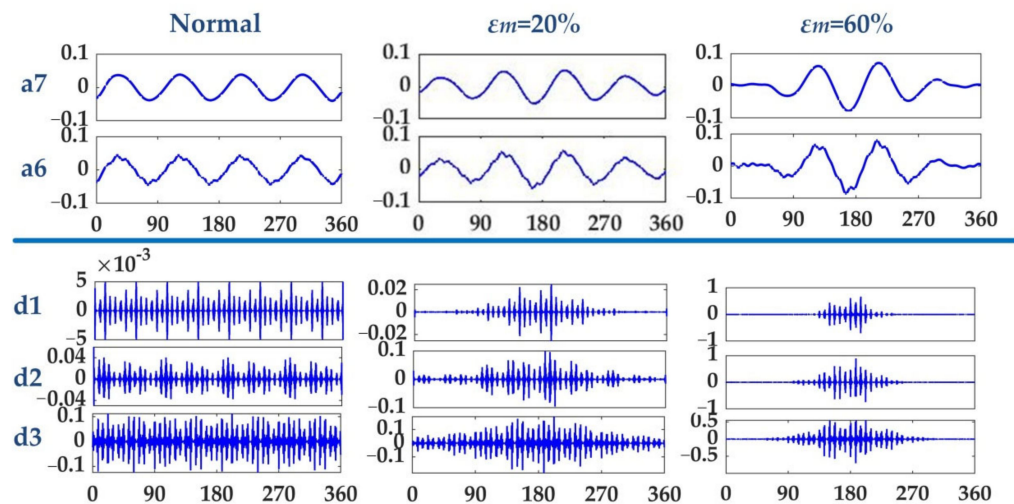 Normal εm=20% εm=60%
0.1 0.1 0.1
a7 0 0 0
−0.1 −0.1 −0.1
0.1 0.1 0.1
a6 0 0 0
−0.1 −0.1 −0.1
0 90 180 270 360 0 90 180 270 360 0 90 180 270 360
×10⁻³
5 0.02 1
d1 0 0 0
−5 −0.02 −1
0.04 0.1 1
d2 0 0 0
−0.04 −0.1 −1
0.1 0.1 0.5
d3 0 0 0
−0.1 −0.1 −0.5
0 90 180 270 360 0 90 180 270 360 0 90 180 270 360